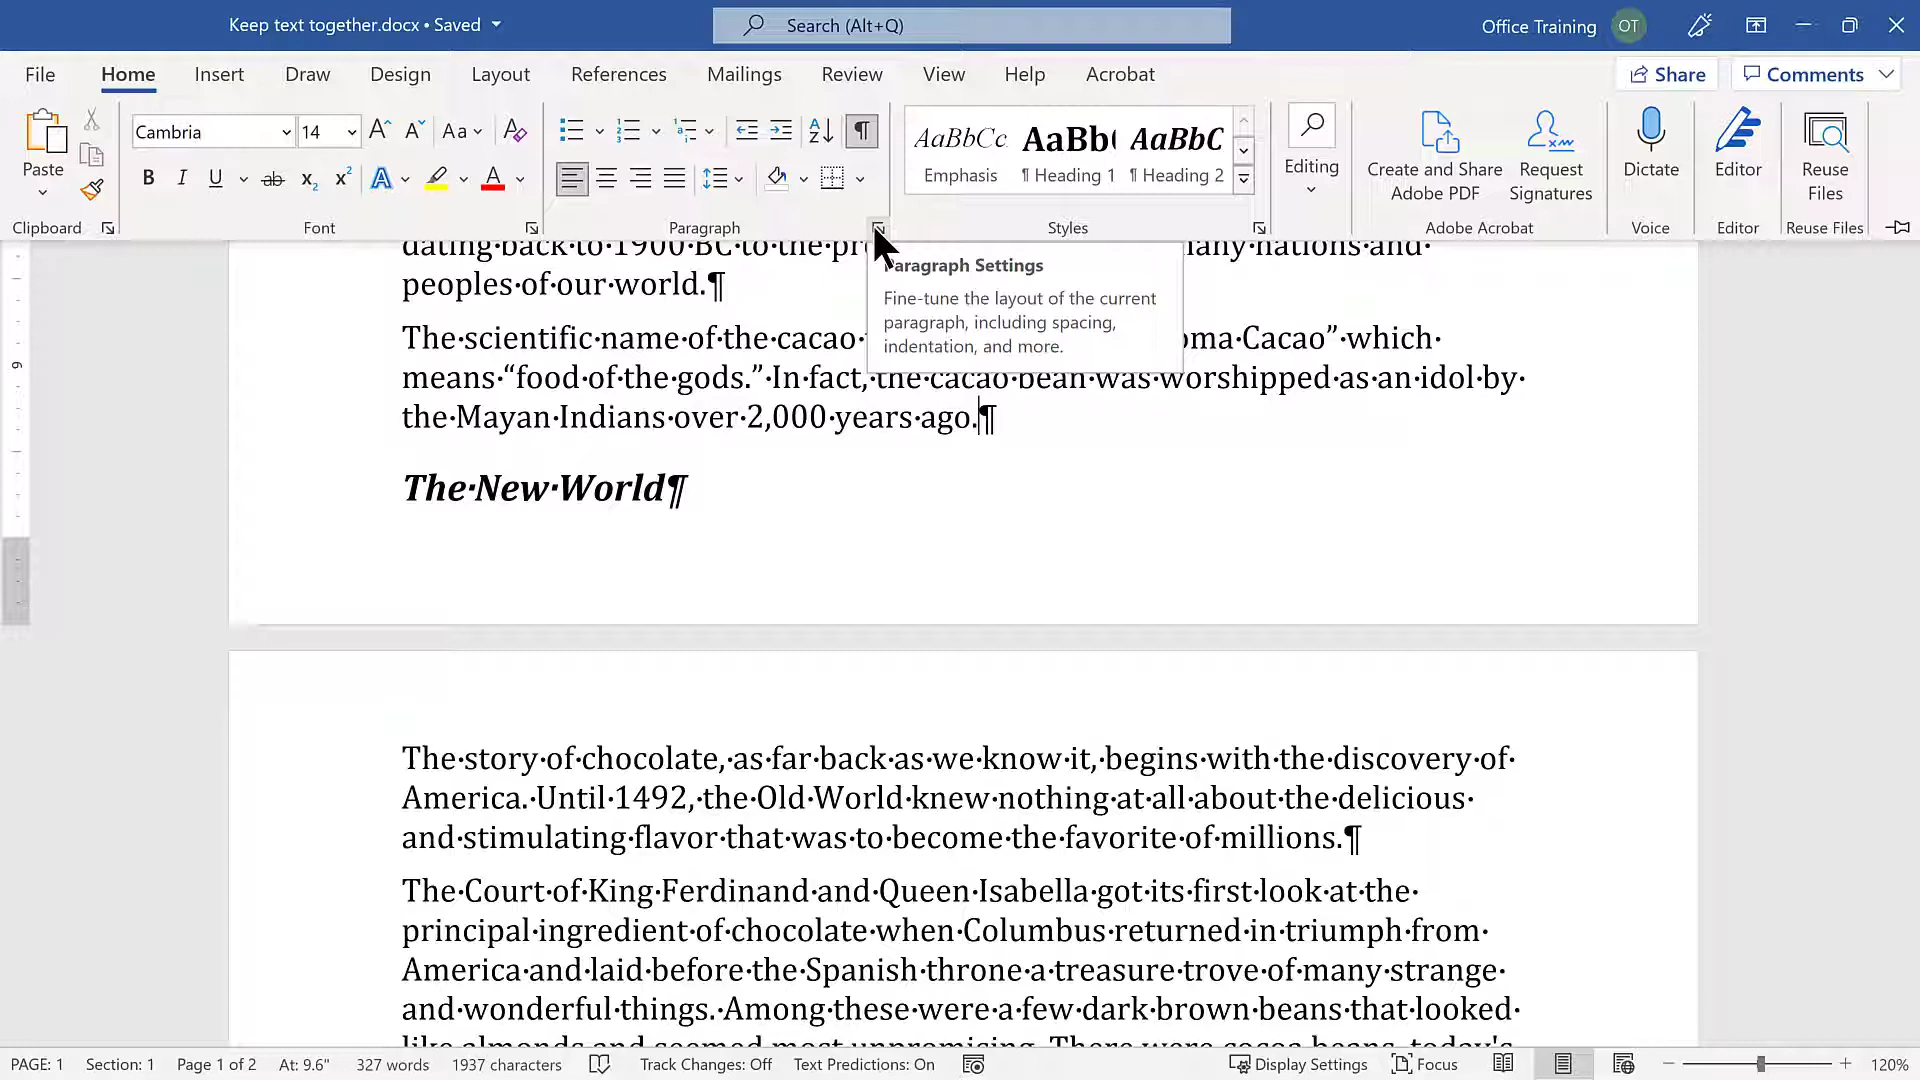 Keep text together.docx • Saved
Search (Alt+Q)
Office Training OT
File Home Insert Draw Design Layout References Mailings Review View Help Acrobat Share Comments
Paste
Cambria 14
Aa
B I U ab x₂ x² A A
AaBbCc AaBb( AaBbC
Emphasis ¶ Heading 1 ¶ Heading 2
Editing
Create and Share Adobe PDF
Request Signatures
Dictate
Editor
Reuse Files
Clipboard Font Paragraph Styles Adobe Acrobat Voice Editor Reuse Files
Paragraph Settings
Fine-tune the layout of the current
paragraph, including spacing,
indentation, and more.
6
dating·back·to·1900·BC·to·the· many·nations·and·
peoples·of·our·world.¶
The·scientific·name·of·the·cacao· Cacao”·which·
means·“food·of·the·gods.”·In·fact,·the·cacao·bean·was·worshipped·as·an·idol·by·
the·Mayan·Indians·over·2,000·years·ago.¶
The·New·World¶
The·story·of·chocolate,·as·far·back·as·we·know·it,·begins·with·the·discovery·of·
America.·Until·1492,·the·Old·World·knew·nothing·at·all·about·the·delicious·
and·stimulating·flavor·that·was·to·become·the·favorite·of·millions.¶
The·Court·of·King·Ferdinand·and·Queen·Isabella·got·its·first·look·at·the·
principal·ingredient·of·chocolate·when·Columbus·returned·in·triumph·from·
America·and·laid·before·the·Spanish·throne·a·treasure·trove·of·many·strange·
and·wonderful·things.·Among·these·were·a·few·dark·brown·beans·that·looked·
like·almonds·and·seemed·most·unpromising.·There·were·cocoa·beans,·today's·
PAGE: 1 Section: 1 Page 1 of 2 At: 9.6" 327 words 1937 characters Track Changes: Off Text Predictions: On Display Settings Focus 120%